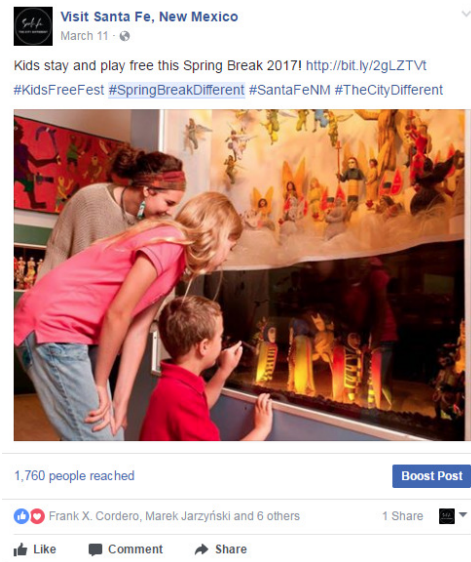 Visit Santa Fe, New Mexico
March 11 ·
Kids stay and play free this Spring Break 2017! http://bit.ly/2gLZTVt
#KidsFreeFest #SpringBreakDifferent #SantaFeNM #TheCityDifferent
1,760 people reached
Boost Post
Frank X. Cordero, Marek Jarzyński and 6 others
1 Share
Like
Comment
Share